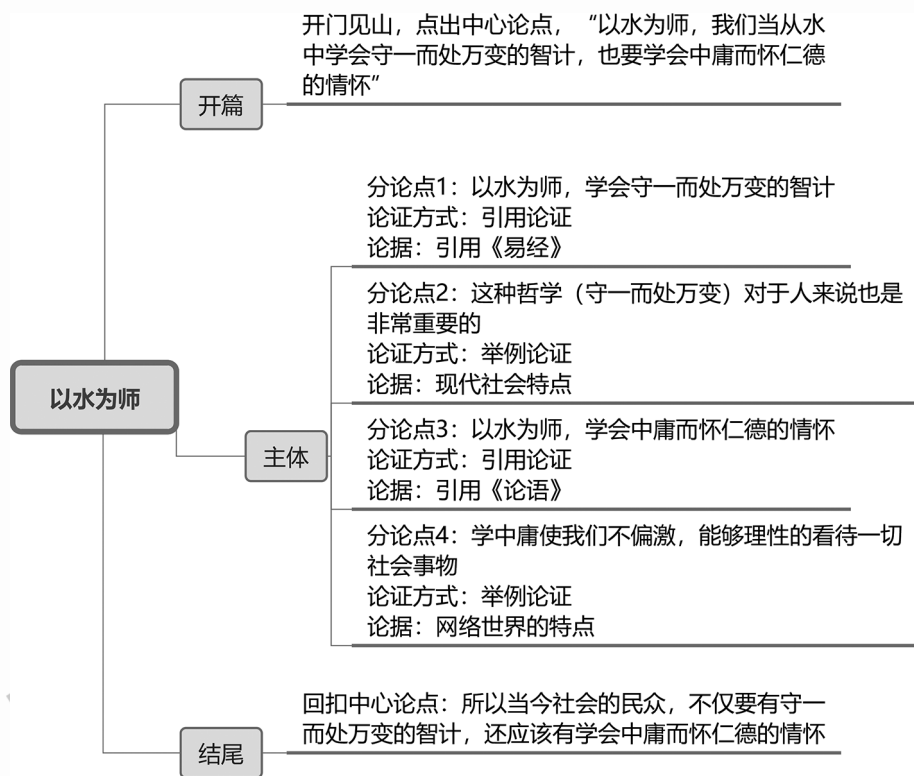 开门见山，点出中心论点，“以水为师，我们当从水
中学会守一而处万变的智计，也要学会中庸而怀仁德
的情怀”
开篇
分论点1：以水为师，学会守一而处万变的智计
论证方式：引用论证
论据：引用《易经》
分论点2：这种哲学（守一而处万变）对于人来说也是
非常重要的
论证方式：举例论证
论据：现代社会特点
以水为师
主体
分论点3：以水为师，学会中庸而怀仁德的情怀
论证方式：引用论证
论据：引用《论语》
分论点4：学中庸使我们不偏激，能够理性的看待一切
社会事物
论证方式：举例论证
论据：网络世界的特点
回扣中心论点：所以当今社会的民众，不仅要有守一
而处万变的智计，还应该有学会中庸而怀仁德的情怀
结尾